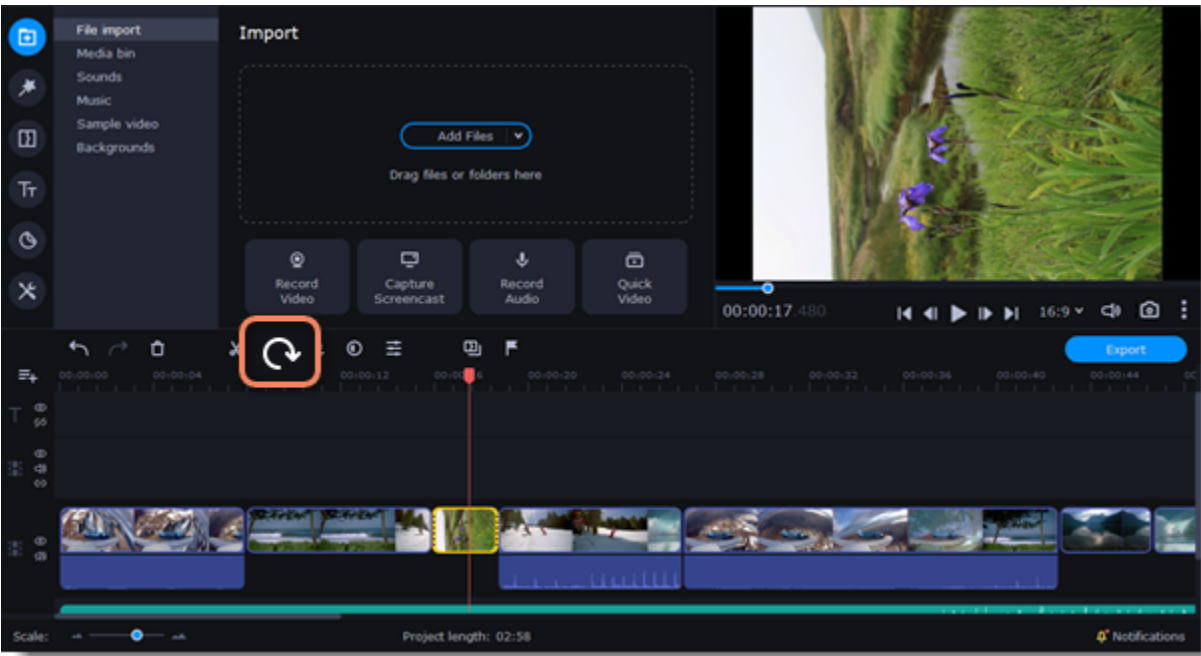 File import
Media bin
Sounds
Music
Sample video
Backgrounds
Import
Add Files
Drag files or folders here
Record
Video
Capture
Screencast
Record
Audio
Quick
Video
00:00:17.480
16:9
Export
00:00:00 00:00:04 00:00:12 00:00:20 00:00:24 00:00:28 00:00:32 00:00:36 00:00:40 00:00:44
Scale:
Project length: 02:58
Notifications